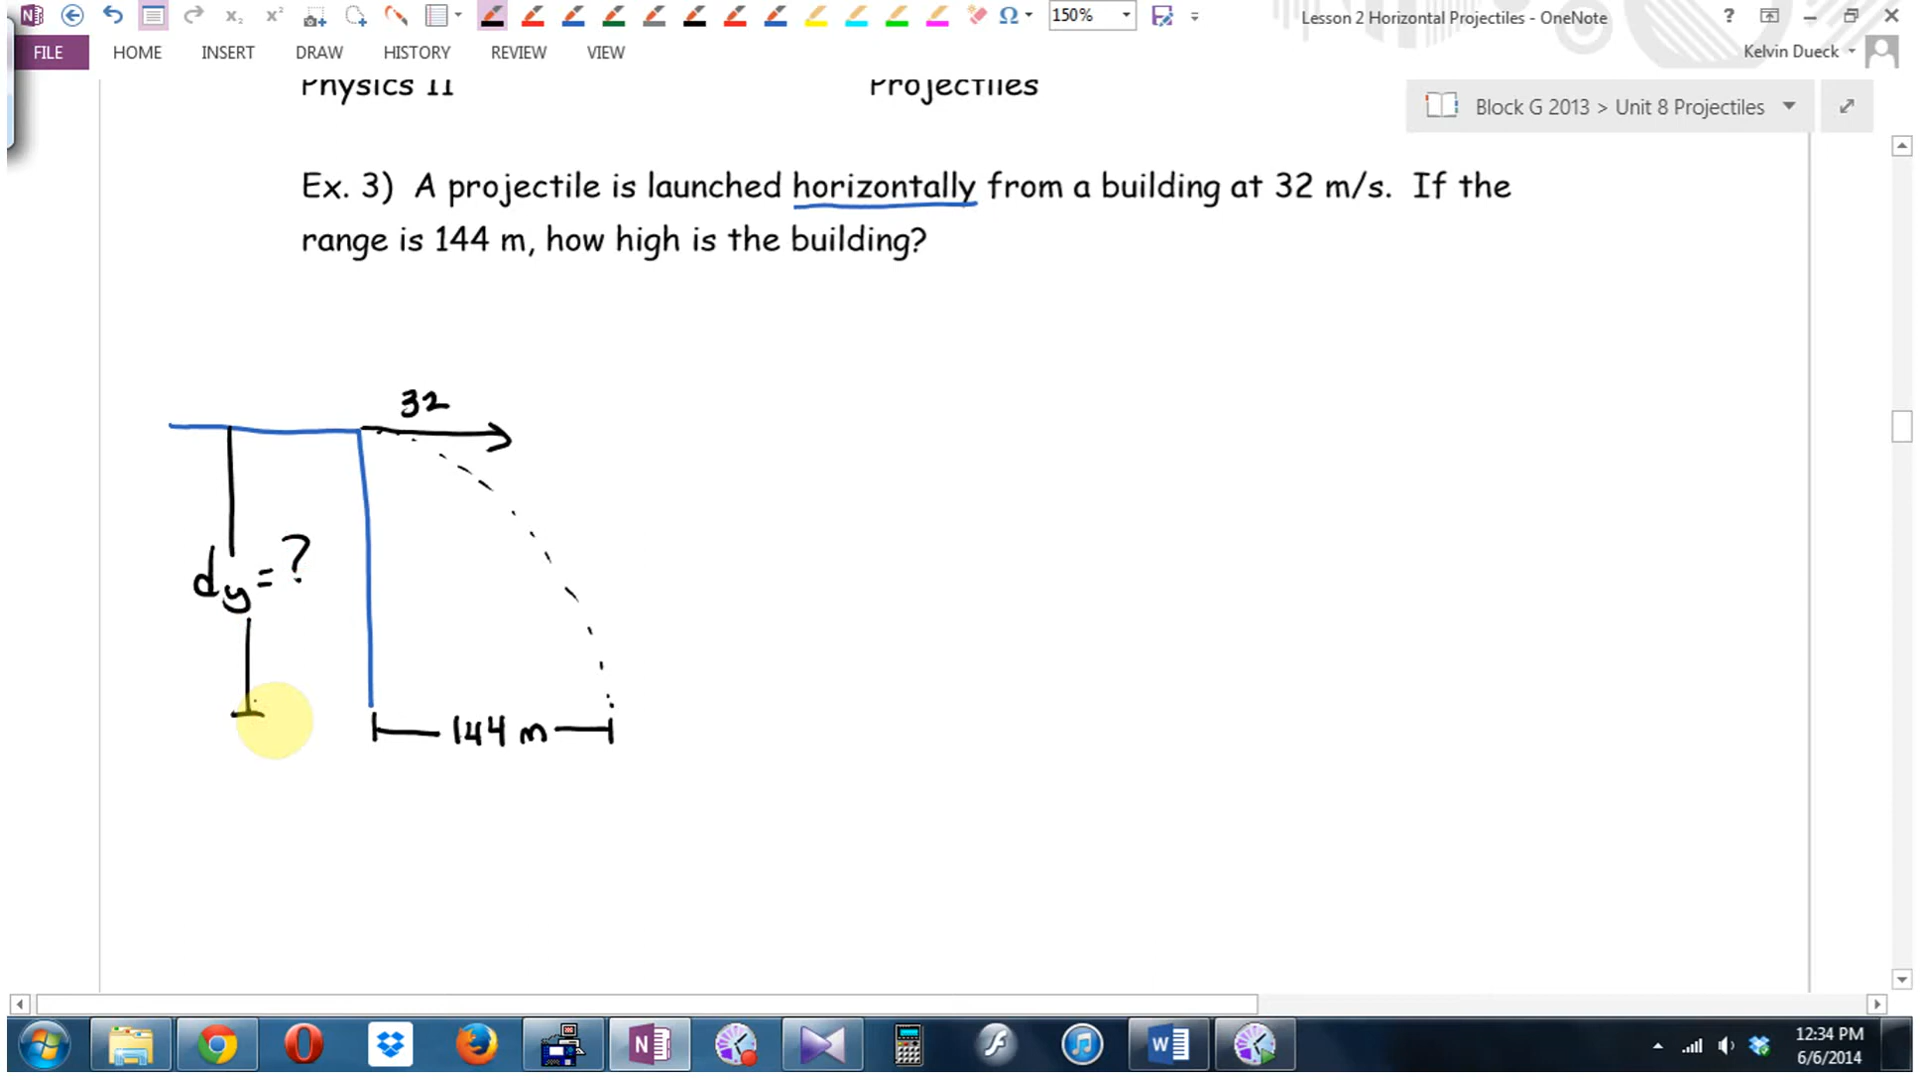 150%
Lesson 2 Horizontal Projectiles - OneNote
?
FILE HOME INSERT DRAW HISTORY REVIEW VIEW
Kelvin Dueck
Physics 11 Projectiles
Block G 2013 > Unit 8 Projectiles
Ex. 3) A projectile is launched horizontally from a building at 32 m/s. If the
range is 144 m, how high is the building?
32
dy = ?
144 m
12:34 PM
6/6/2014